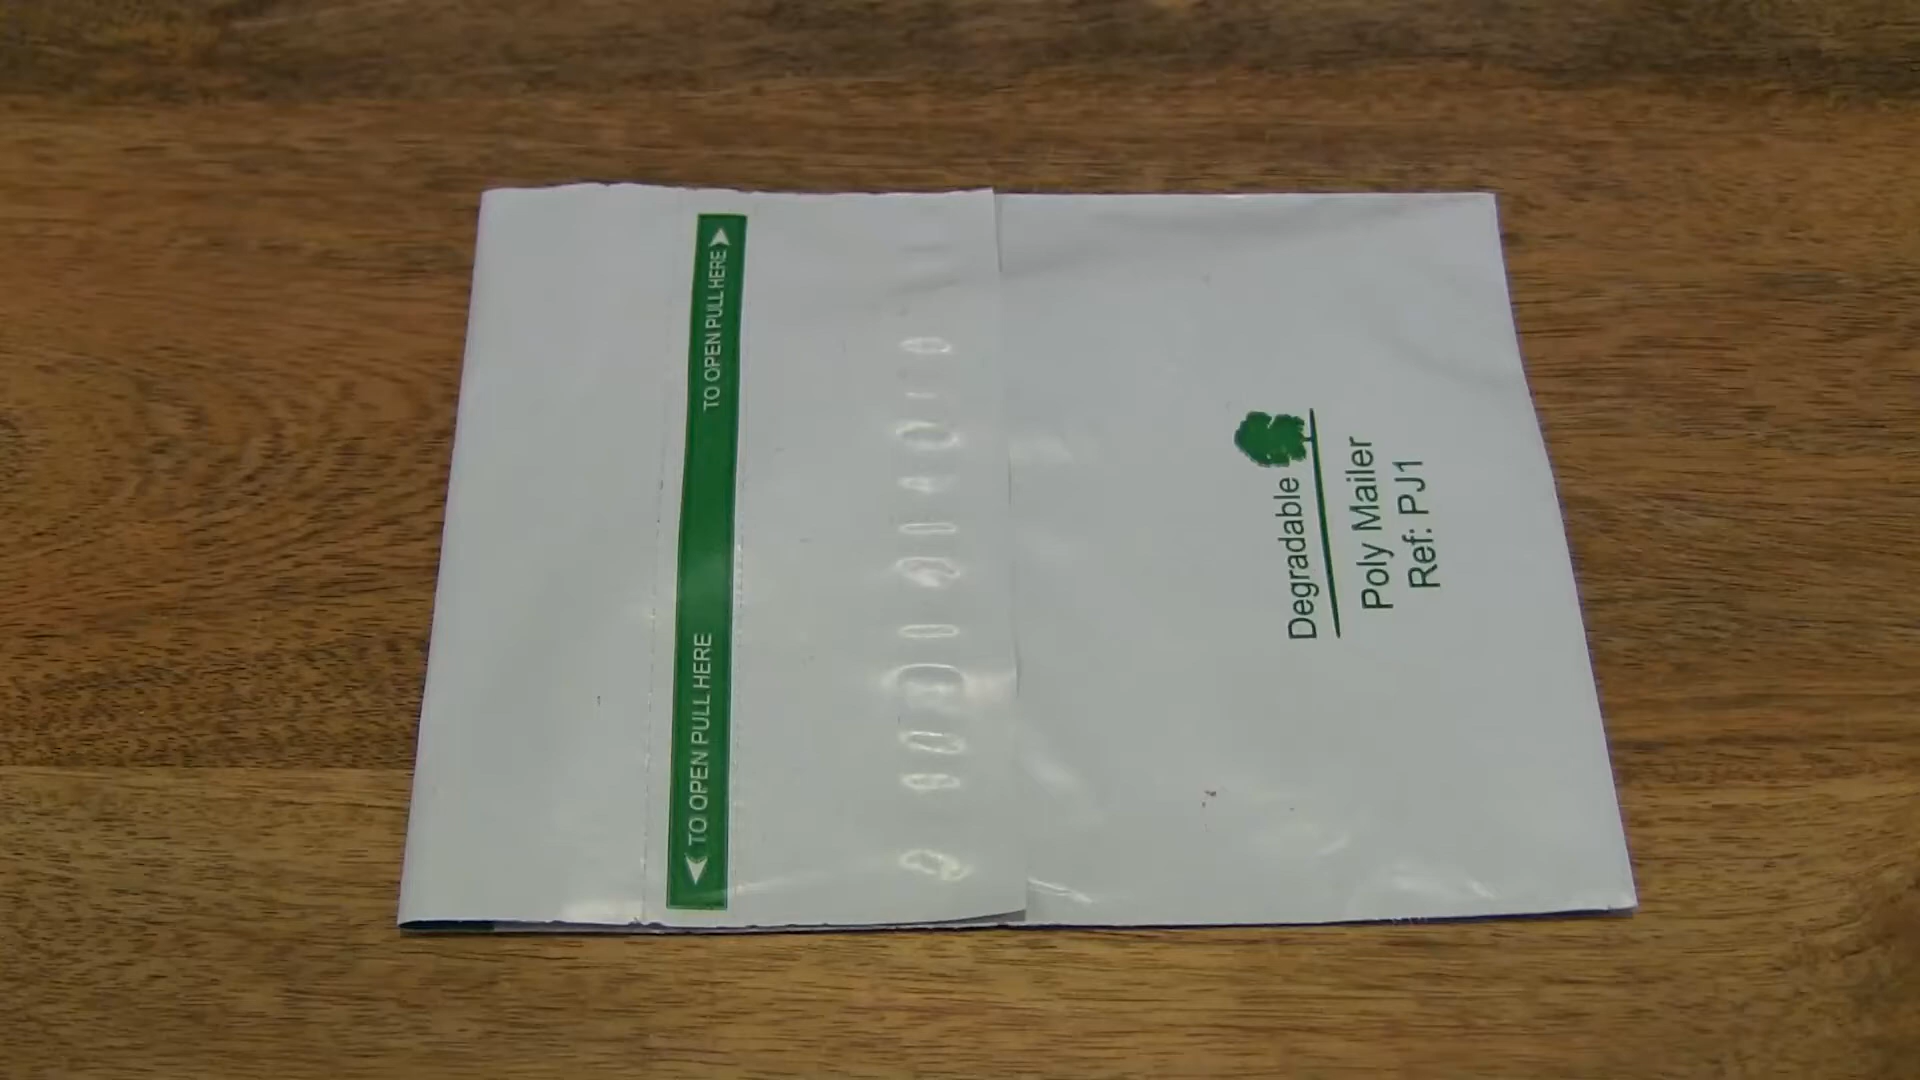 TO OPEN PULL HERE
TO OPEN PULL HERE
Degradable
Poly Mailer
Ref: PJ1